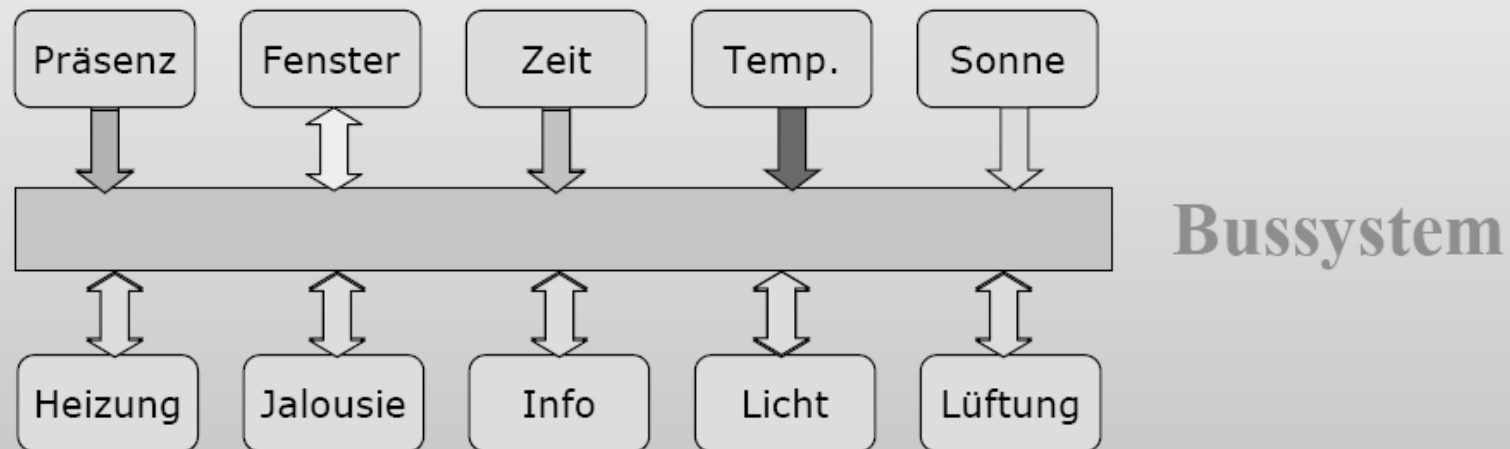 Präsenz
Fenster
Zeit
Temp.
Sonne
Bussystem
Heizung
Jalousie
Info
Licht
Lüftung